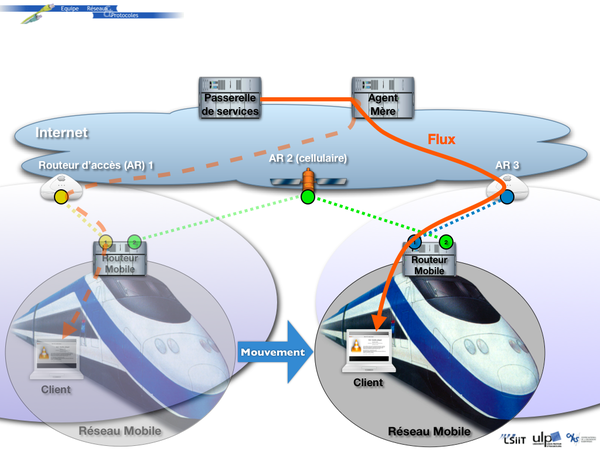 Equipe Réseaux
Protocoles
Passerelle
de services
Agent
Mère
Internet
Flux
Routeur d'accès (AR) 1
AR 2 (cellulaire)
AR 3
1
2
3
Routeur
Mobile
Routeur
Mobile
Mouvement
Client
Client
Réseau Mobile
Réseau Mobile
LSIIT
ulp